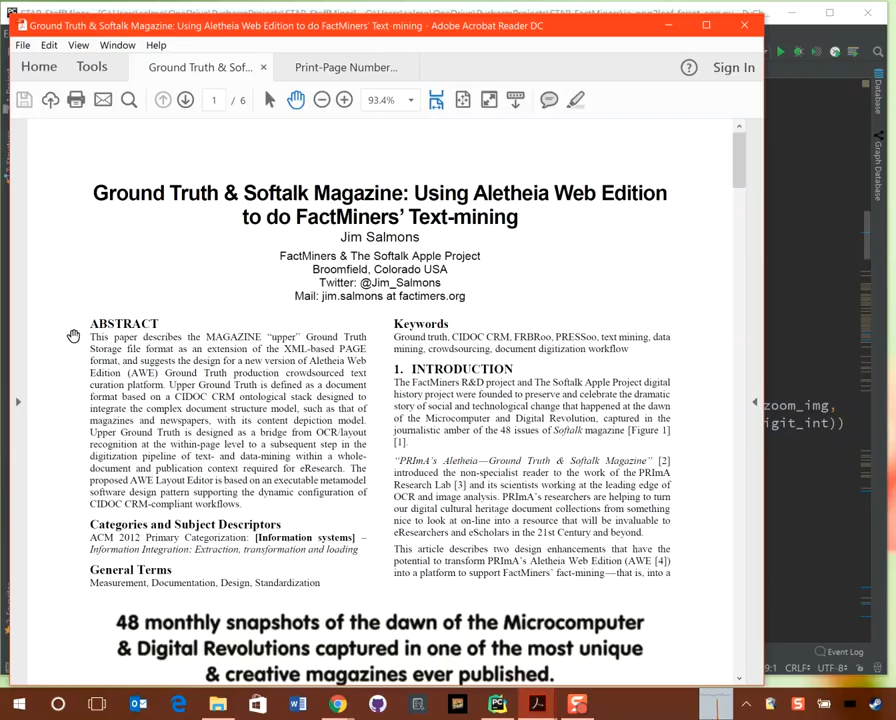 Ground Truth & Softalk Magazine: Using Aletheia Web Edition to do FactMiners' Text-mining - Adobe Acrobat Reader DC
File Edit View Window Help
Home Tools Ground Truth & Sof... × Print-Page Number... Sign In
1 / 6 93.4%
Ground Truth & Softalk Magazine: Using Aletheia Web Edition
to do FactMiners' Text-mining
Jim Salmons
FactMiners & The Softalk Apple Project
Broomfield, Colorado USA
Twitter: @Jim_Salmons
Mail: jim.salmons at factimers.org
ABSTRACT
This paper describes the MAGAZINE "upper" Ground Truth
Storage file format as an extension of the XML-based PAGE
format, and suggests the design for a new version of Aletheia Web
Edition (AWE) Ground Truth production crowdsourced text
curation platform. Upper Ground Truth is defined as a document
format based on a CIDOC CRM ontological stack designed to
integrate the complex document structure model, such as that of
magazines and newspapers, with its content depiction model.
Upper Ground Truth is designed as a bridge from OCR/layout
recognition at the within-page level to a subsequent step in the
digitization pipeline of text- and data-mining within a whole-
document and publication context required for eResearch. The
proposed AWE Layout Editor is based on an executable metamodel
software design pattern supporting the dynamic configuration of
CIDOC CRM-compliant workflows.
Categories and Subject Descriptors
ACM 2012 Primary Categorization: [Information systems] –
Information Integration: Extraction, transformation and loading
General Terms
Measurement, Documentation, Design, Standardization
Keywords
Ground truth, CIDOC CRM, FRBRoo, PRESSoo, text mining, data
mining, crowdsourcing, document digitization workflow
1. INTRODUCTION
The FactMiners R&D project and The Softalk Apple Project digital
history project were founded to preserve and celebrate the dramatic
story of social and technological change that happened at the dawn
of the Microcomputer and Digital Revolution, captured in the
journalistic amber of the 48 issues of Softalk magazine [Figure 1]
[1].
"PRImA's Aletheia—Ground Truth & Softalk Magazine" [2]
introduced the non-specialist reader to the work of the PRImA
Research Lab [3] and its scientists working at the leading edge of
OCR and image analysis. PRImA's researchers are helping to turn
our digital cultural heritage document collections from something
nice to look at on-line into a resource that will be invaluable to
eResearchers and eScholars in the 21st Century and beyond.
This article describes two design enhancements that have the
potential to transform PRImA's Aletheia Web Edition (AWE [4])
into a platform to support FactMiners' fact-mining—that is, into a
48 monthly snapshots of the dawn of the Microcomputer
& Digital Revolutions captured in one of the most unique
& creative magazines ever published.
Database
Graph Database
zoom_img,
igit_int))
Event Log
9:1 CRLF UTF-8